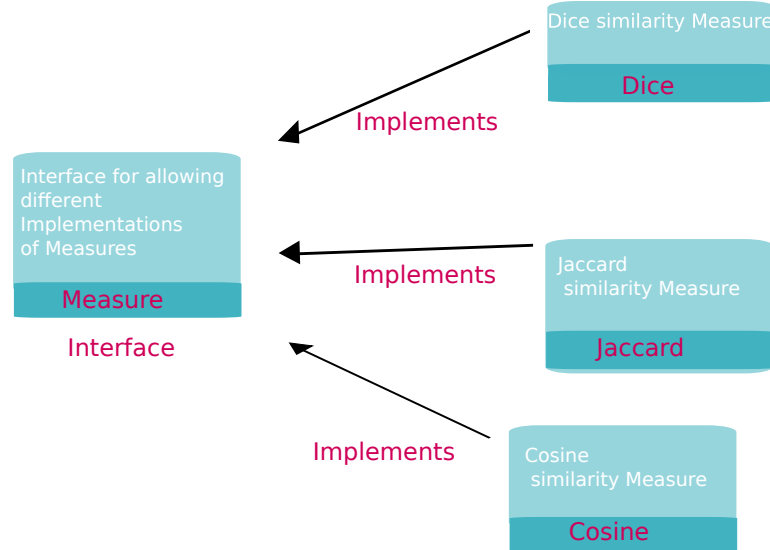 Dice similarity Measure
Dice
Implements
Interface for allowing
different
Implementations
of Measures
Measure
Interface
Implements
Jaccard
similarity Measure
Jaccard
Implements
Cosine
similarity Measure
Cosine